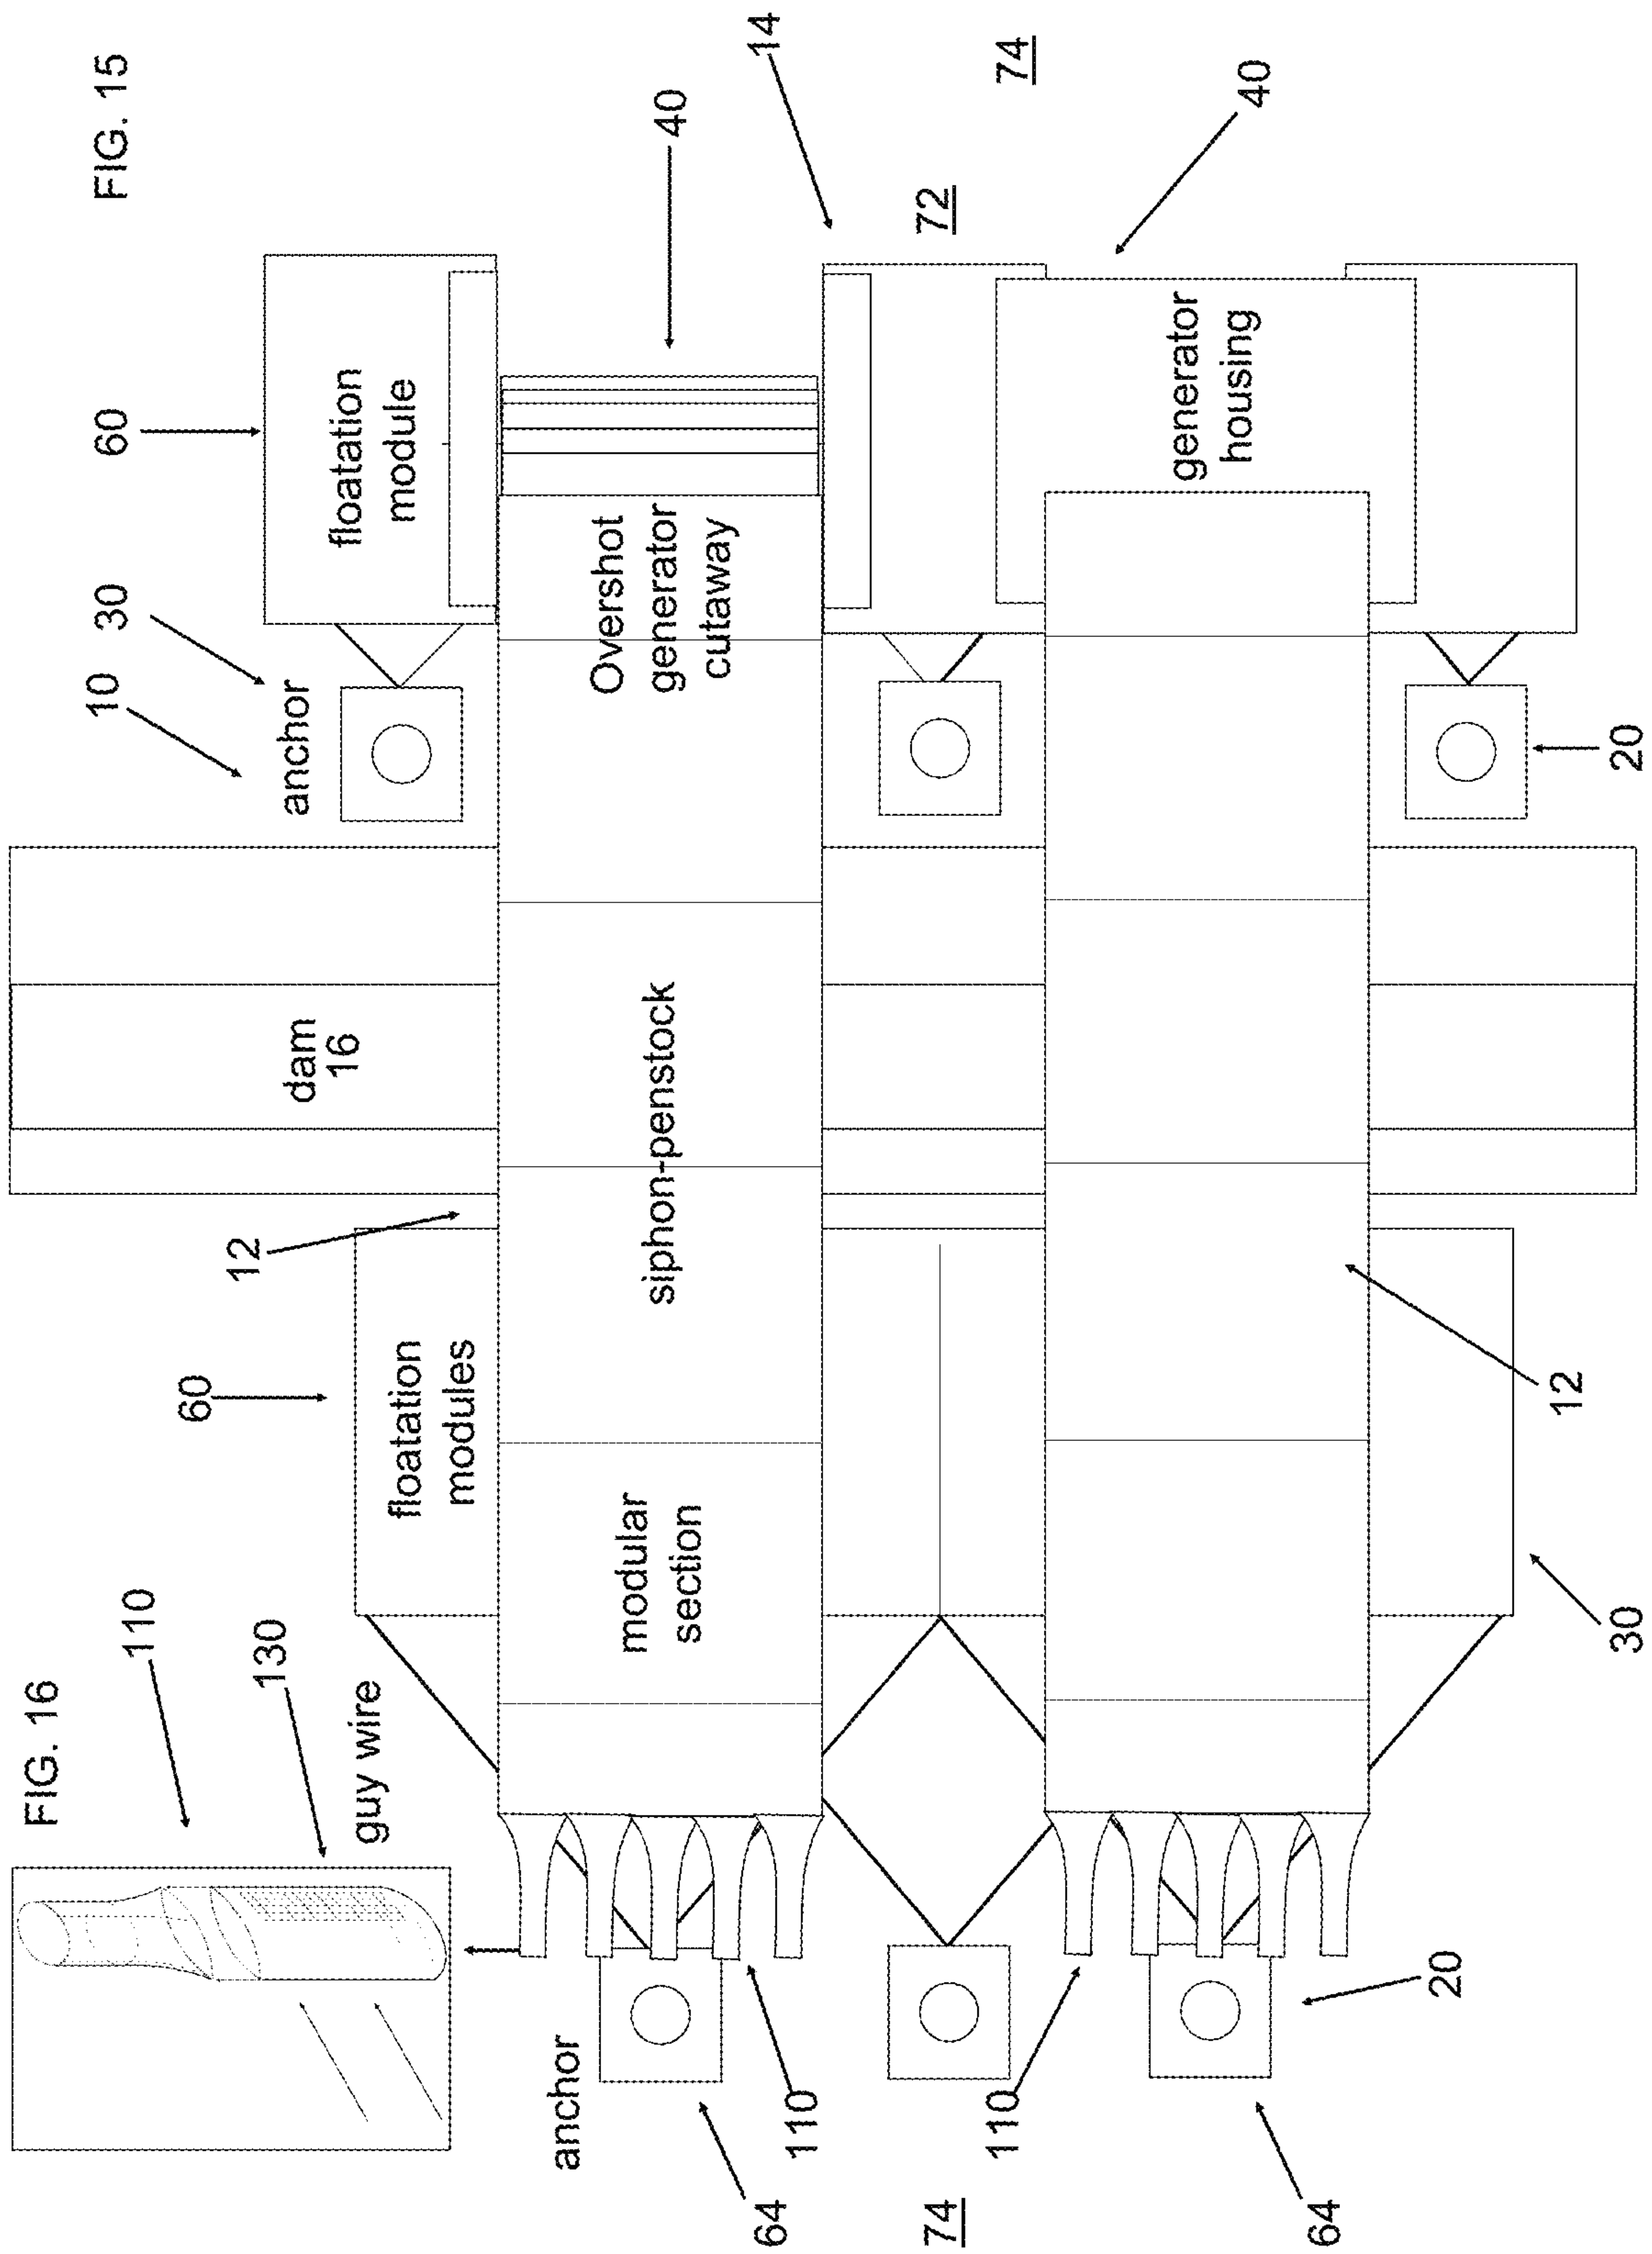 FIG. 16
FIG. 15
110
130
guy wire
60
floatation
modules
12
dam
16
10
30
anchor
60
floatation
module
anchor
modular
section
siphon-penstock
Overshot
generator
cutaway
40
14
64
110
74
110
72
74
generator
housing
40
64
20
30
12
20